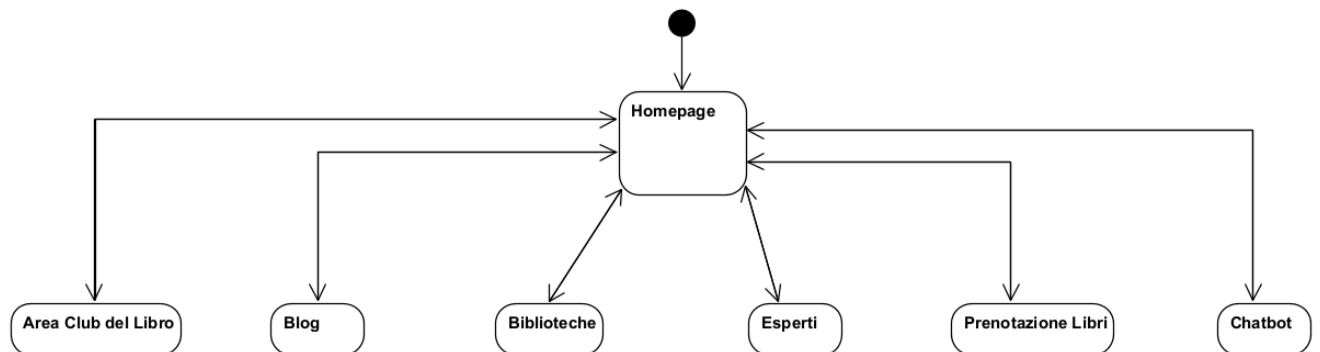 Homepage
Area Club del Libro
Blog
Biblioteche
Esperti
Prenotazione Libri
Chatbot